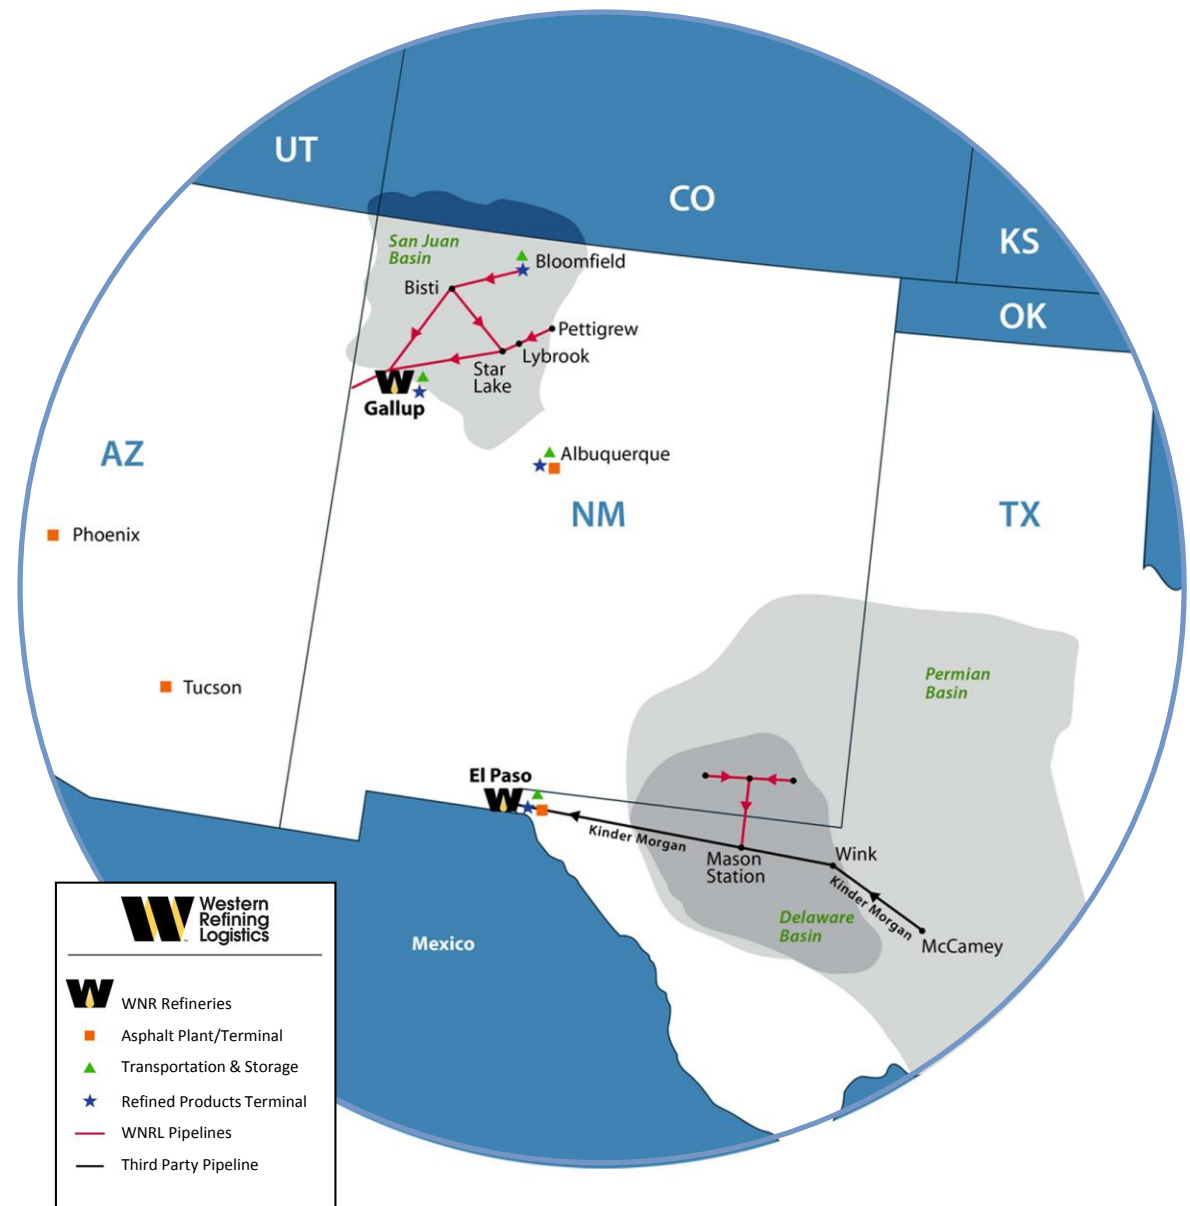 UT
CO
KS
OK
San Juan
Basin
Bloomfield
Bisti
Pettigrew
Lybrook
Star
Lake
W
Gallup
AZ
Albuquerque
NM
TX
Phoenix
Tucson
Permian
Basin
El Paso
W
Kinder Morgan
Mason
Station
Wink
Kinder Morgan
Delaware
Basin
McCamey
Mexico
W Western
Refining
Logistics
W WNR Refineries
Asphalt Plant/Terminal
Transportation & Storage
Refined Products Terminal
WNRL Pipelines
Third Party Pipeline